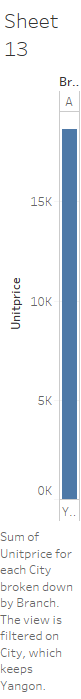 Sheet
13
Br..
A
15K
10K
5K
0K
Unitprice
Y..
Sum of
Unitprice for
each City
broken down
by Branch.
The view is
filtered on
City, which
keeps
Yangon.